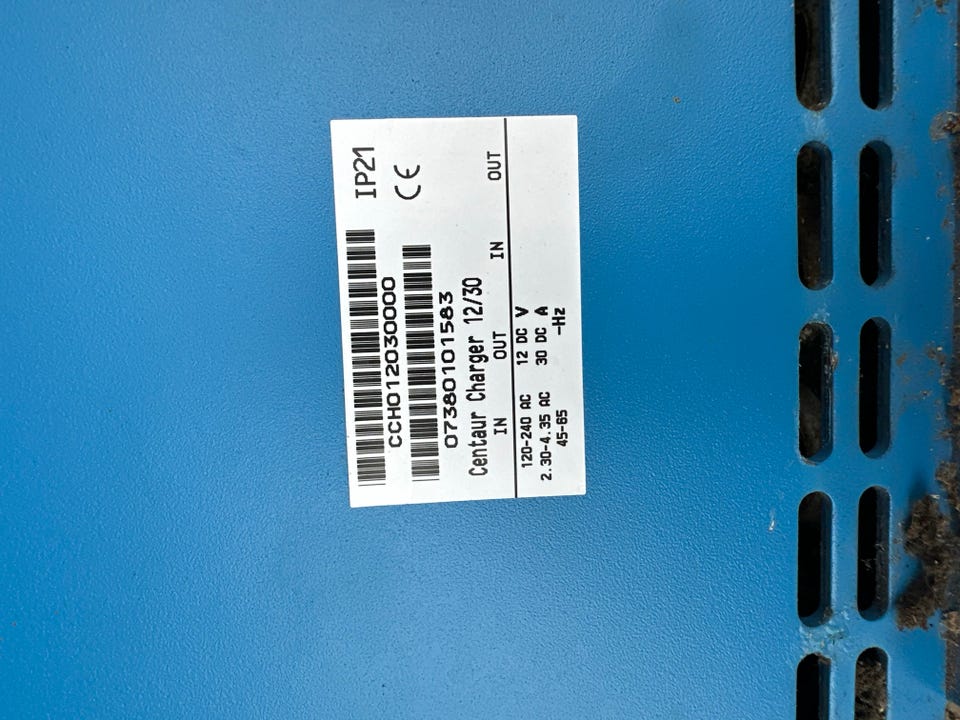 IP21
CCH012030000
CE
07380101583
Centaur Charger 12/30
IN OUT IN OUT
120-240 AC 12 DC V
2.30-4.35 AC 30 DC A
45-65 -Hz